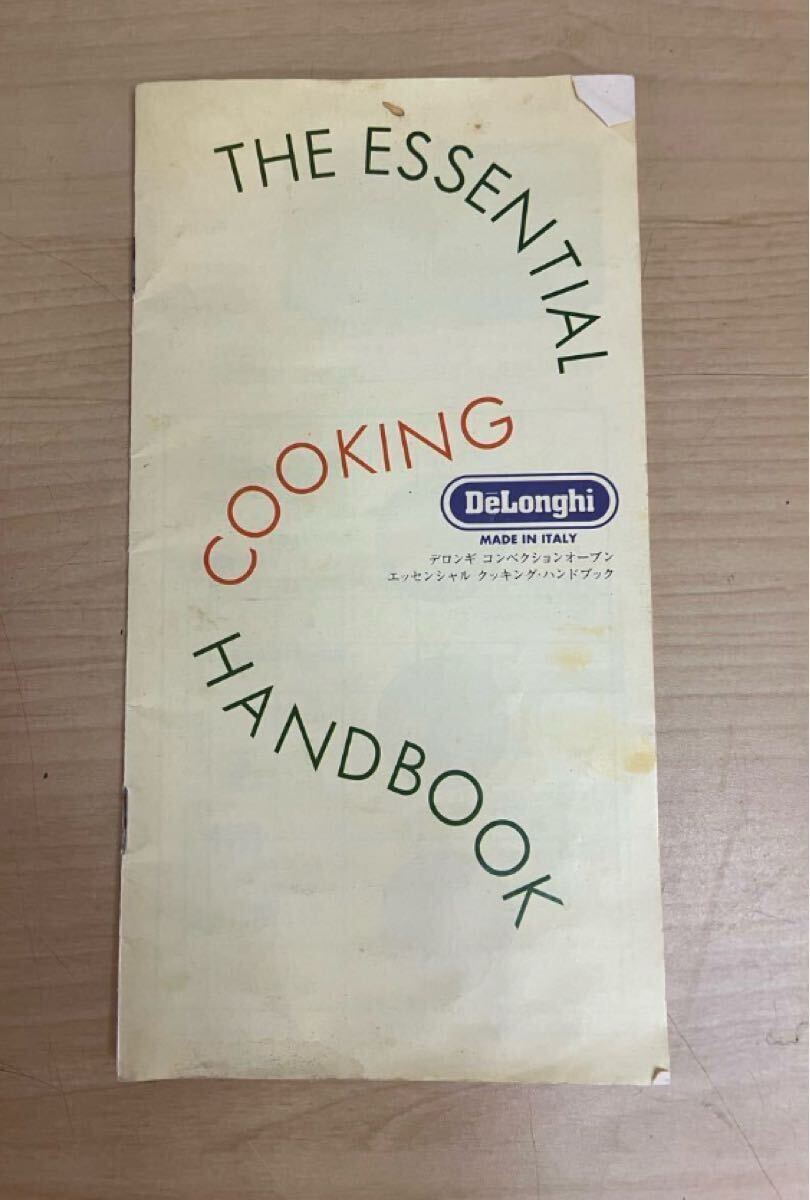 THE ESSENTIAL
COOKING
HANDBOOK
DeLonghi
MADE IN ITALY
デロンギ コンベクションオーブン
エッセンシャル クッキング・ハンドブック